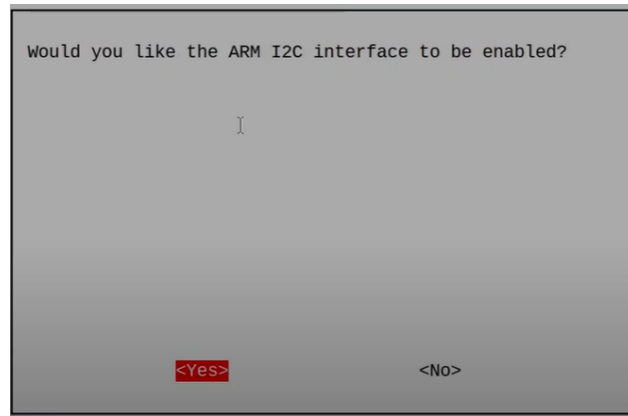 Would you like the ARM I2C interface to be enabled?
<Yes> <No>